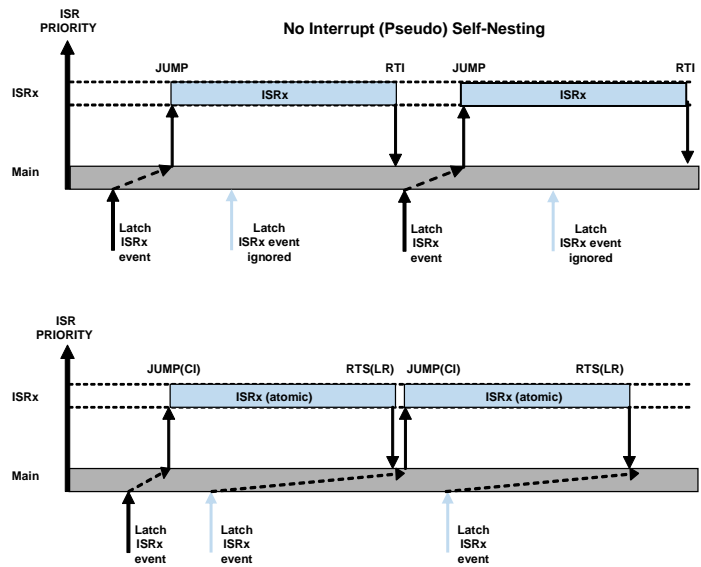 ISR
PRIORITY
No Interrupt (Pseudo) Self-Nesting
JUMP
RTI
JUMP
RTI
ISRx
ISRx
ISRx
Main
Latch
ISRx
event
Latch
ISRx event
ignored
Latch
ISRx
event
Latch
ISRx event
ignored
ISR
PRIORITY
JUMP(CI)
RTS(LR)
JUMP(CI)
RTS(LR)
ISRx
ISRx (atomic)
ISRx (atomic)
Main
Latch
ISRx
event
Latch
ISRx
event
Latch
ISRx
event